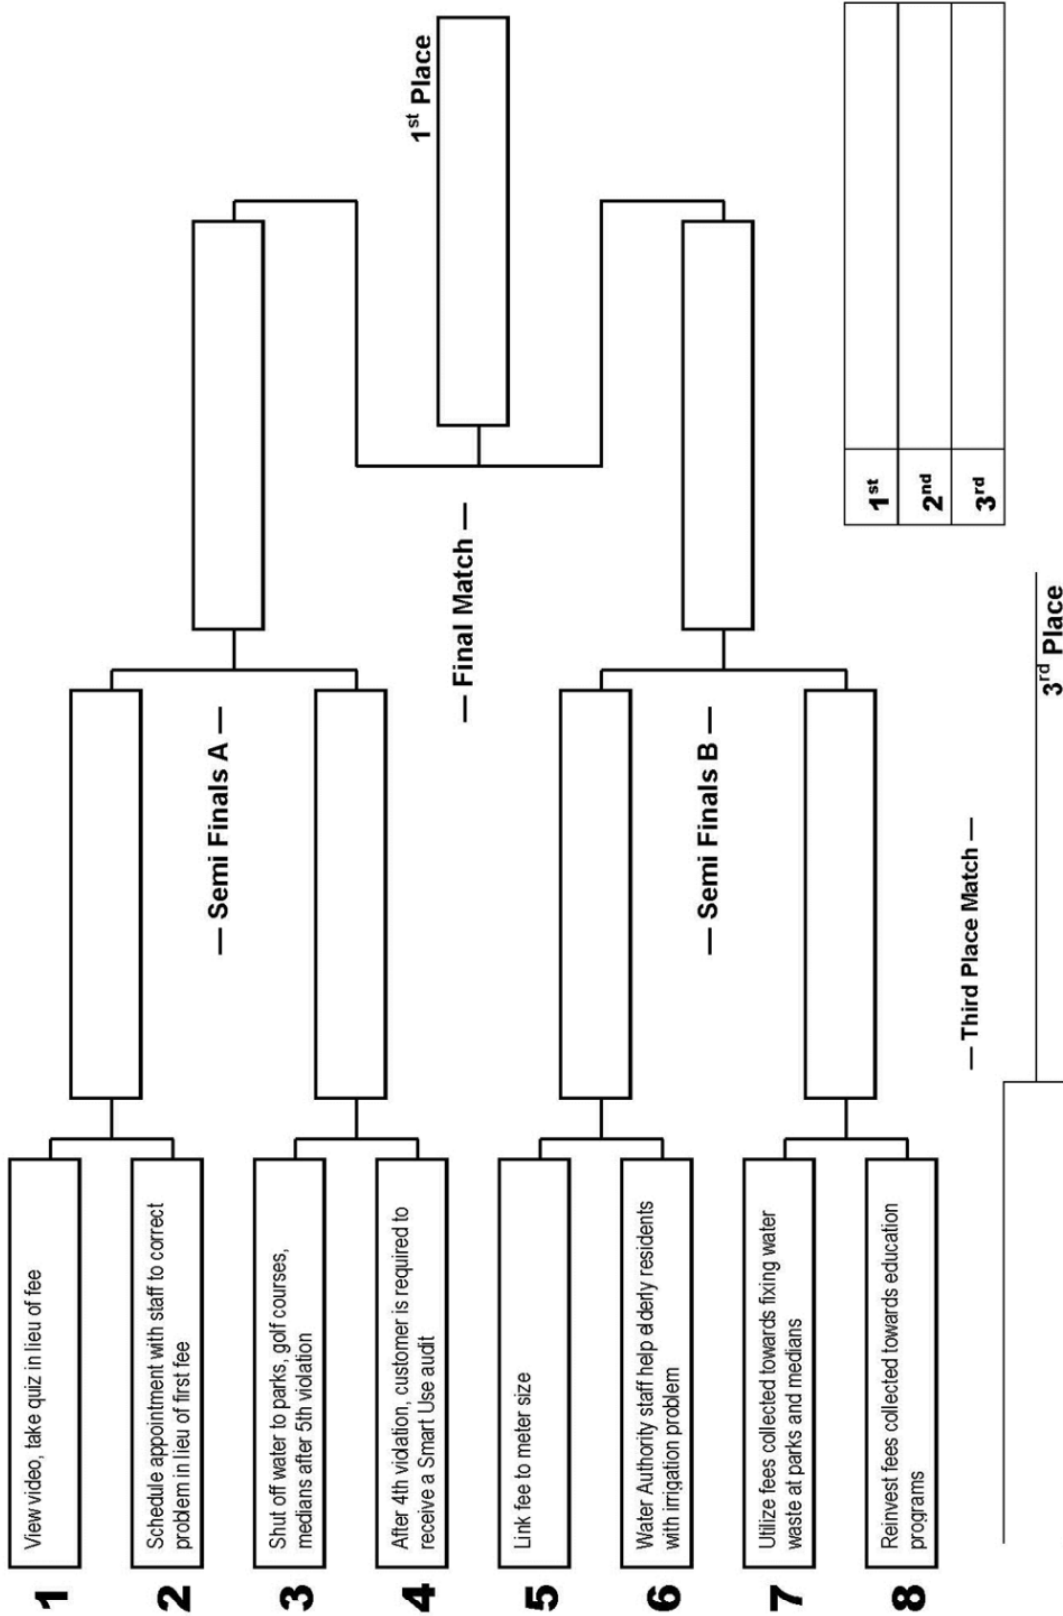 1
View video, take quiz in lieu of fee
2
Schedule appointment with staff to correct
problem in lieu of first fee
3
Shut off water to parks, golf courses,
medians after 5th violation
4
After 4th violation, customer is required to
receive a Smart Use audit
5
Link fee to meter size
6
Water Authority staff help elderly residents
with irrigation problem
7
Utilize fees collected towards fixing water
waste at parks and medians
8
Reinvest fees collected towards education
programs
— Semi Finals A —
— Semi Finals B —
— Final Match —
1st Place
— Third Place Match —
3rd Place
1st
2nd
3rd